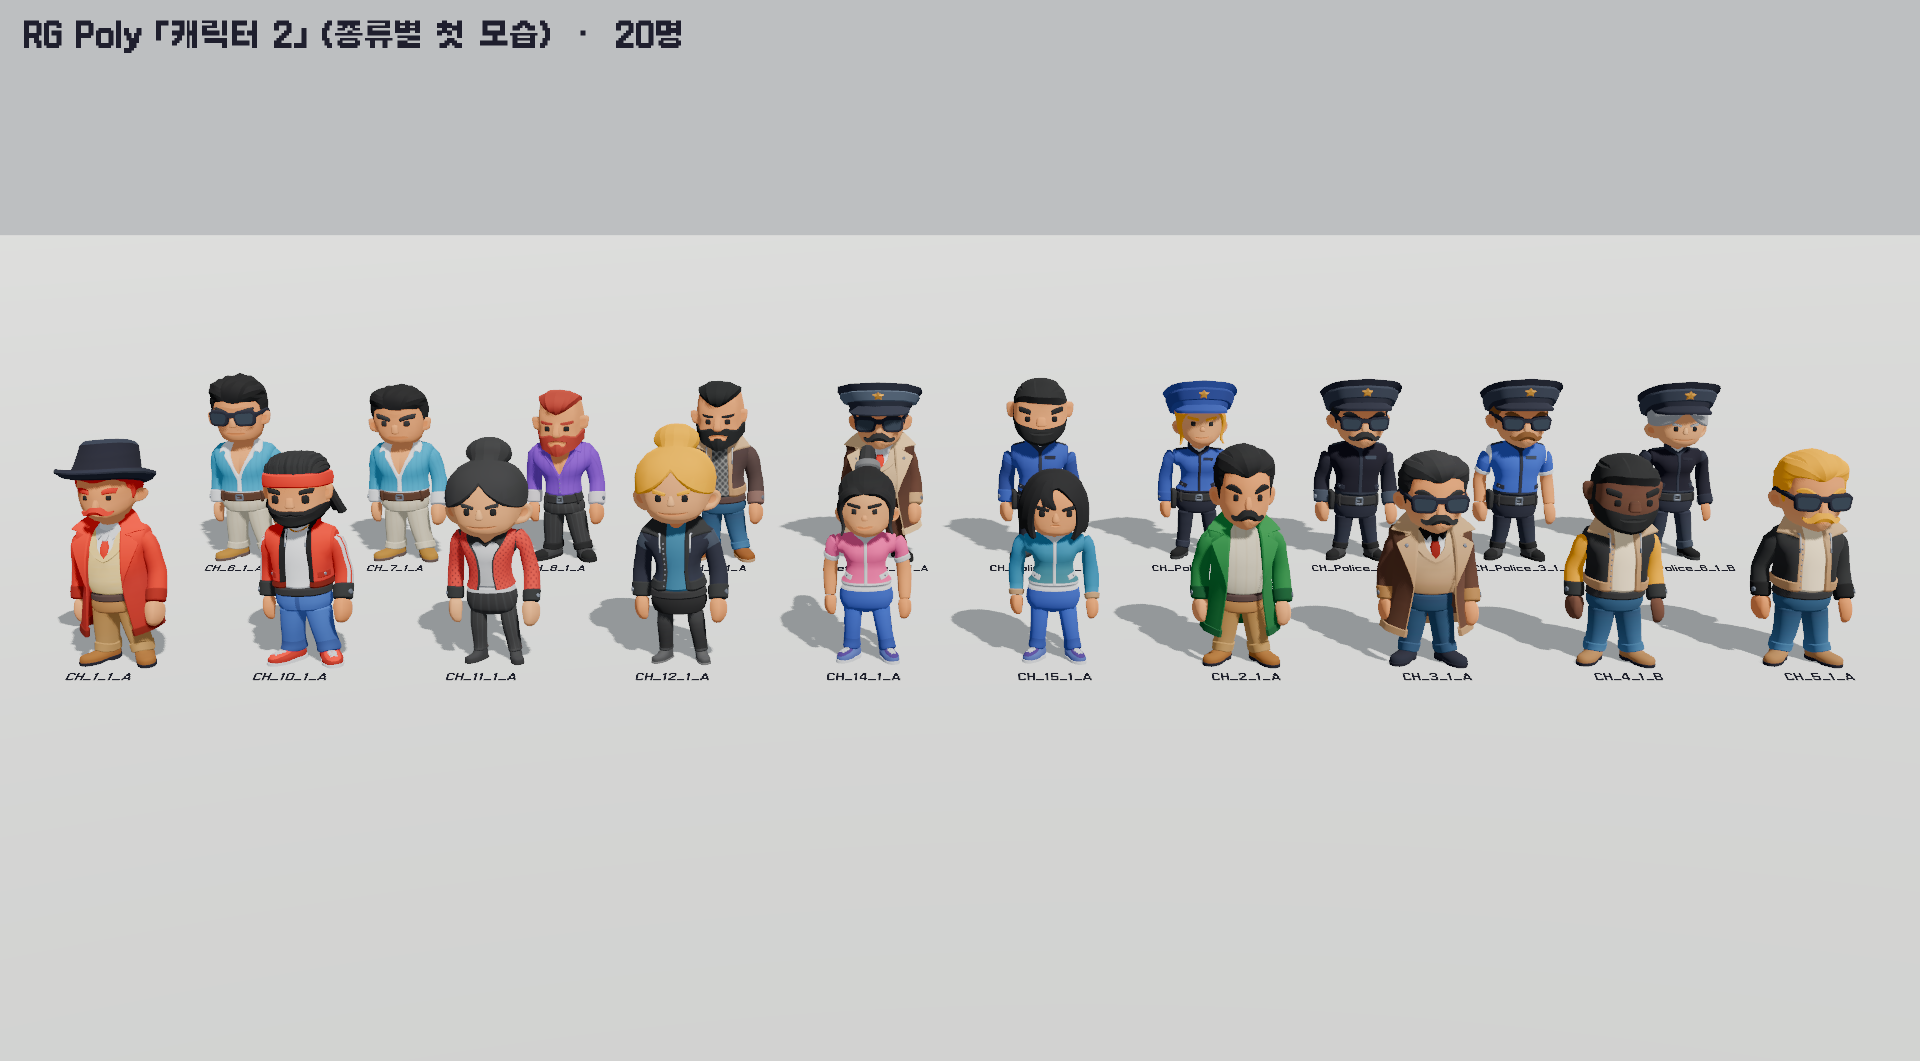 RG Poly 「캐릭터 2」 (종류별 첫 모습) · 20명
CH_6_1_A CH_7_1_A
CH_1_1_A CH_10_1_A CH_11_1_A CH_12_1_A CH_14_1_A CH_15_1_A CH_2_1_A CH_3_1_A CH_4_1_B CH_5_1_A